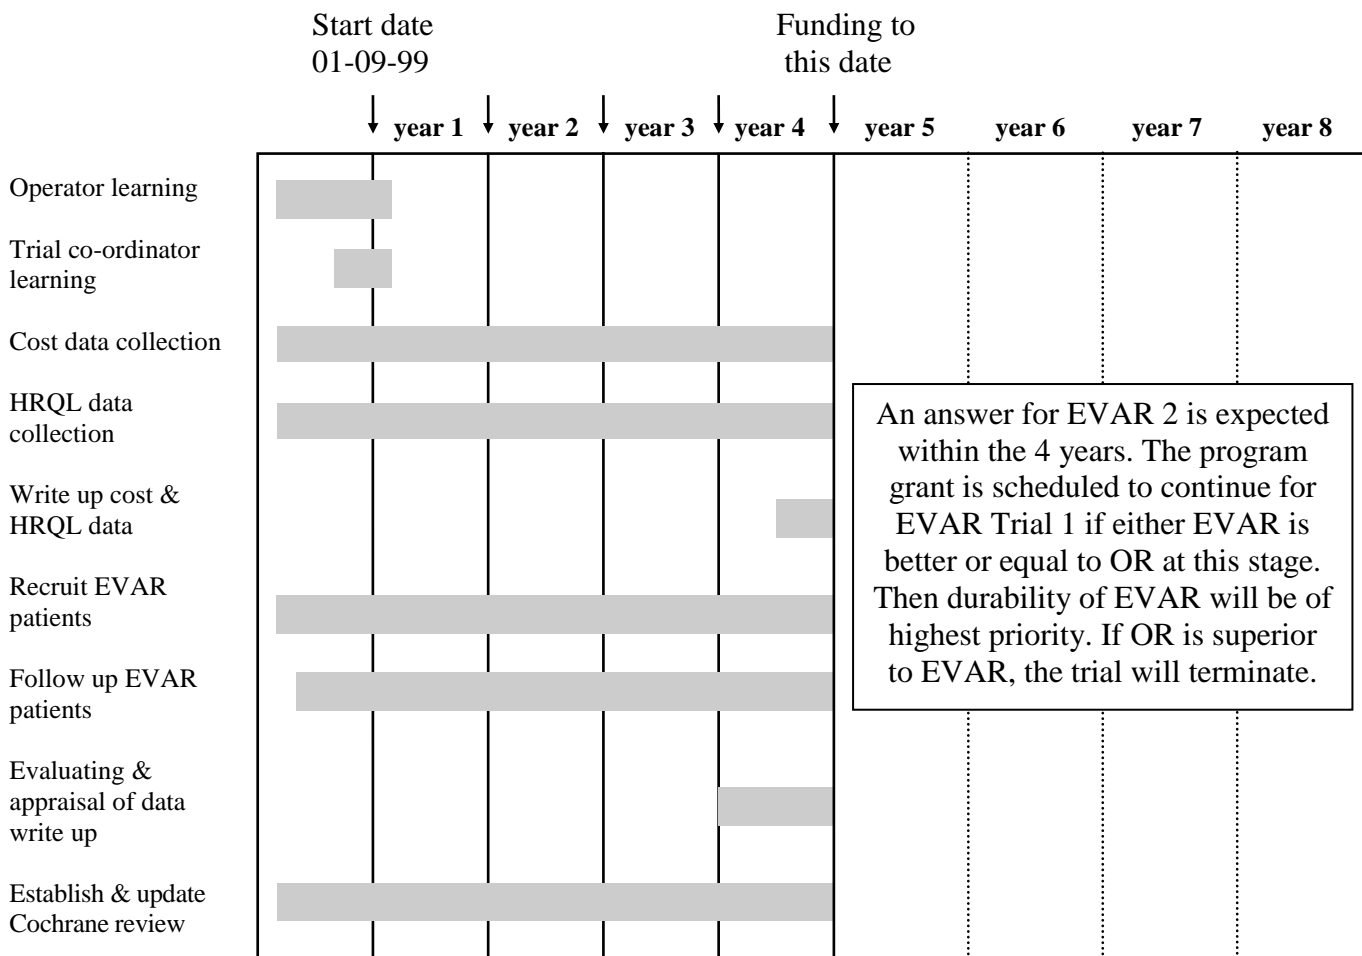 Start date
01-09-99
Funding to
this date
year 1 year 2 year 3 year 4 year 5 year 6 year 7 year 8
Operator learning
Trial co-ordinator
learning
Cost data collection
HRQL data
collection
Write up cost &
HRQL data
Recruit EVAR
patients
Follow up EVAR
patients
Evaluating &
appraisal of data
write up
Establish & update
Cochrane review
An answer for EVAR 2 is expected
within the 4 years. The program
grant is scheduled to continue for
EVAR Trial 1 if either EVAR is
better or equal to OR at this stage.
Then durability of EVAR will be of
highest priority. If OR is superior
to EVAR, the trial will terminate.